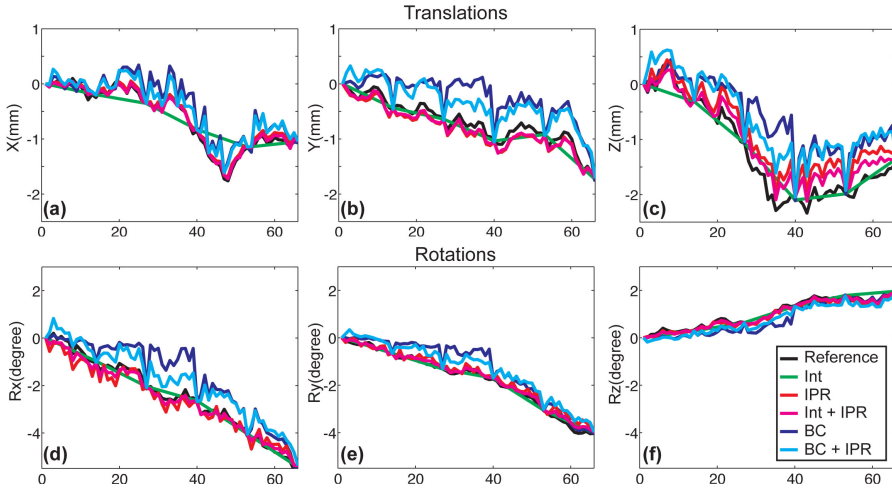 Translations
X(mm)
1
0
-1
-2
(a)
0 20 40 60
Y(mm)
1
0
-1
-2
(b)
0 20 40 60
Z(mm)
1
0
-1
-2
(c)
0 20 40 60
Rotations
Rx(degree)
2
0
-2
-4
(d)
0 20 40 60
Ry(degree)
2
0
-2
-4
(e)
0 20 40 60
Rz(degree)
2
0
-2
-4
(f)
0 20 40 60
Reference
Int
IPR
Int + IPR
BC
BC + IPR